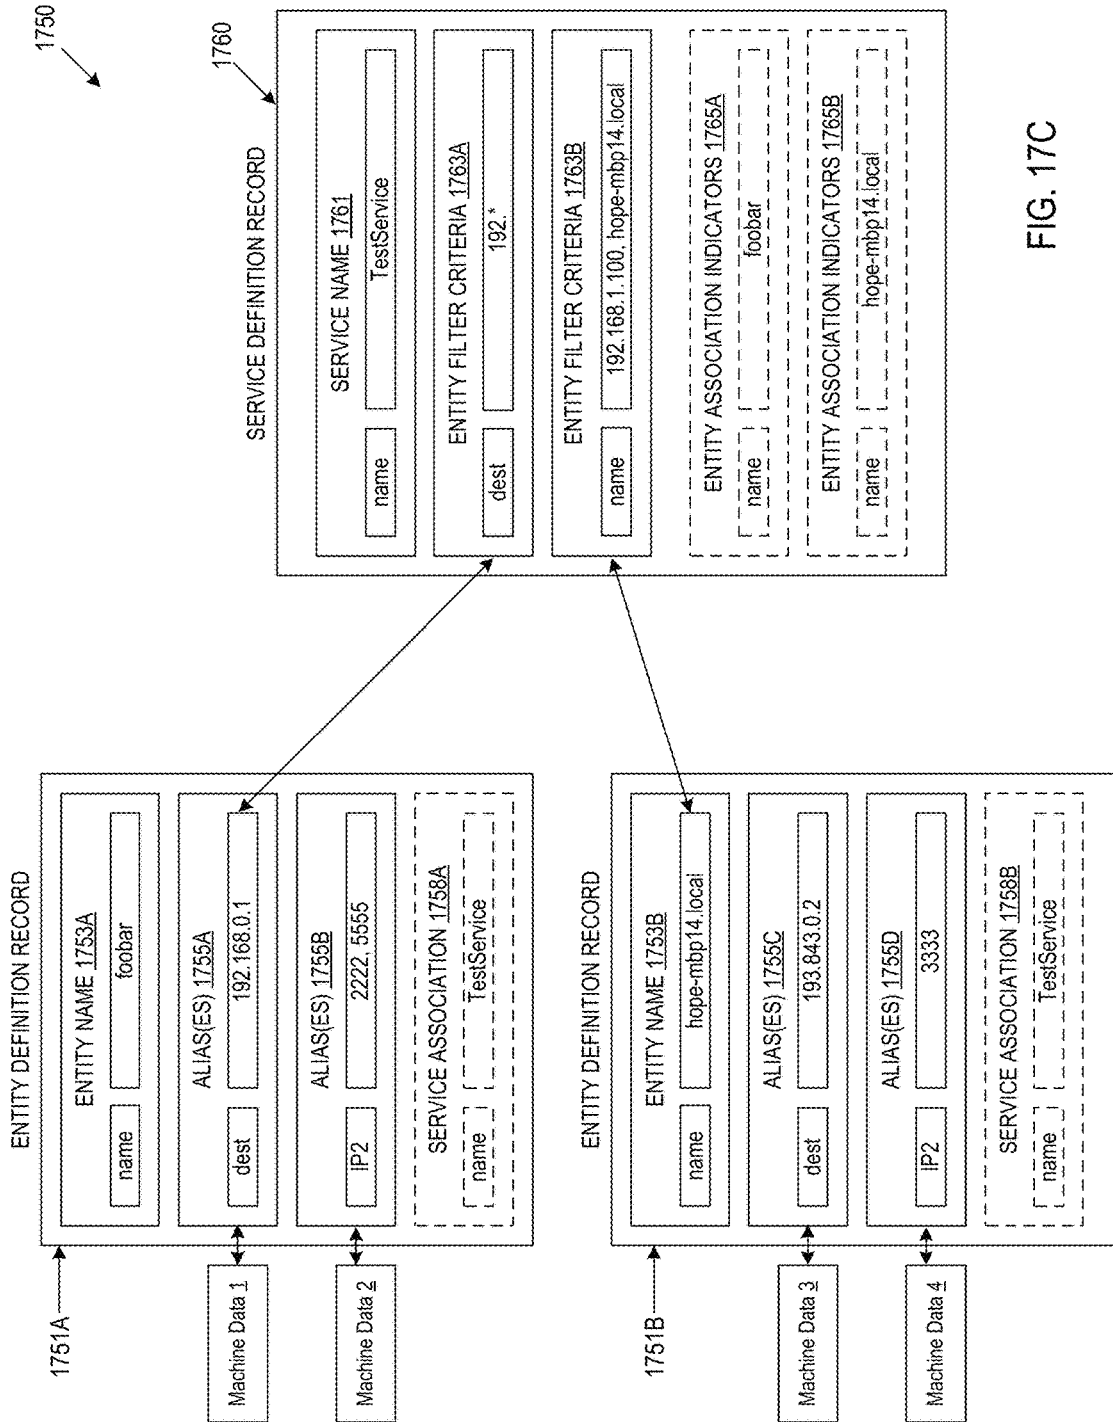 1750
1760
SERVICE DEFINITION RECORD
SERVICE NAME 1761
name
TestService
ENTITY FILTER CRITERIA 1763A
dest
192.*
ENTITY FILTER CRITERIA 1763B
name
192.168.1.100, hope-mbp14.local
ENTITY ASSOCIATION INDICATORS 1765A
name
foobar
ENTITY ASSOCIATION INDICATORS 1765B
name
hope-mbp14.local
1751A
ENTITY DEFINITION RECORD
ENTITY NAME 1753A
name
foobar
ALIAS(ES) 1755A
dest
192.168.0.1
ALIAS(ES) 1755B
IP2
2222, 5555
SERVICE ASSOCIATION 1758A
name
TestService
Machine Data 1
Machine Data 2
1751B
ENTITY DEFINITION RECORD
ENTITY NAME 1753B
name
hope-mbp14.local
ALIAS(ES) 1755C
dest
193.843.0.2
ALIAS(ES) 1755D
IP2
3333
SERVICE ASSOCIATION 1758B
name
TestService
Machine Data 3
Machine Data 4
FIG. 17C